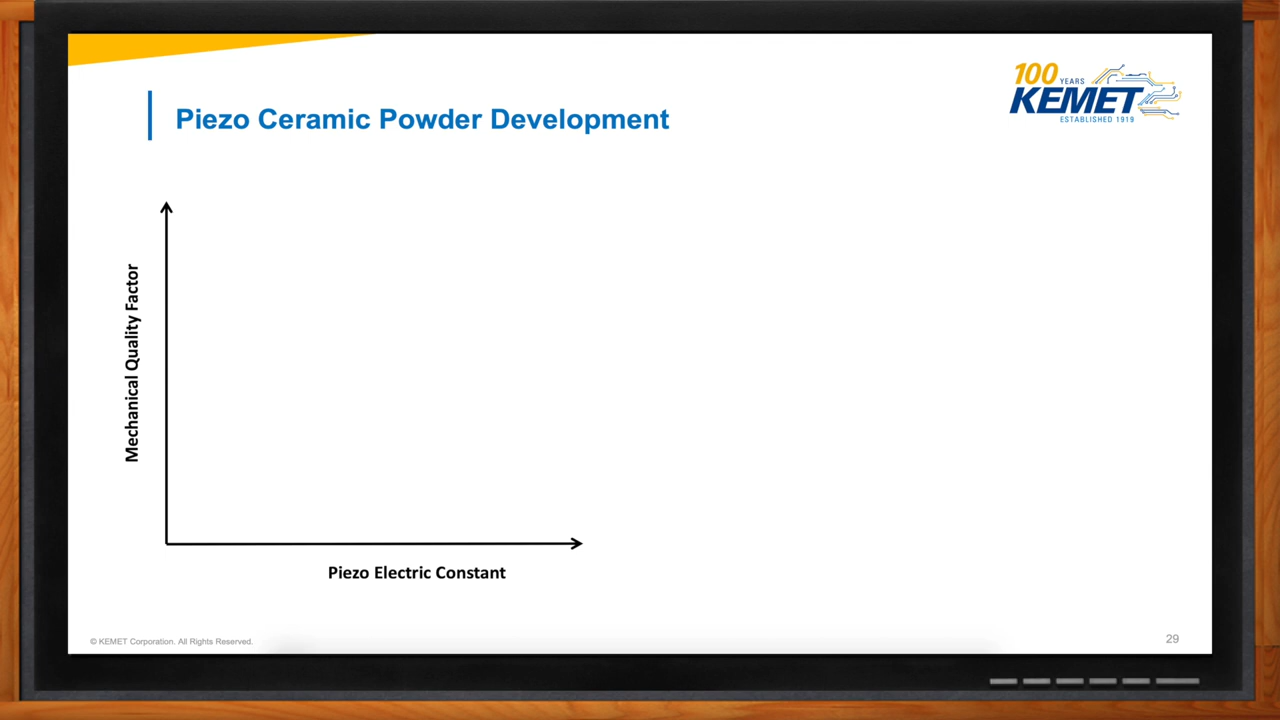 100 YEARS
KEMET
ESTABLISHED 1919
Piezo Ceramic Powder Development
Mechanical Quality Factor
Piezo Electric Constant
© KEMET Corporation. All Rights Reserved.
29